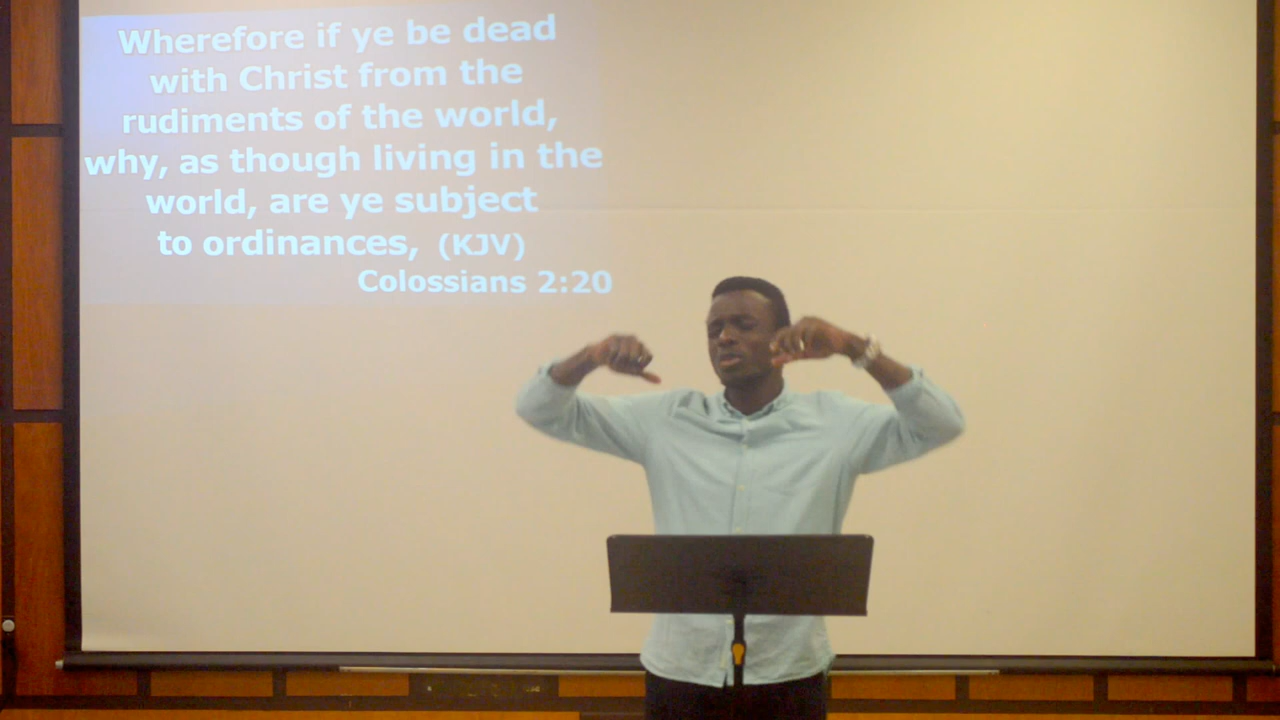 Wherefore if ye be dead
with Christ from the
rudiments of the world,
why, as though living in the
world, are ye subject
to ordinances, (KJV)
Colossians 2:20